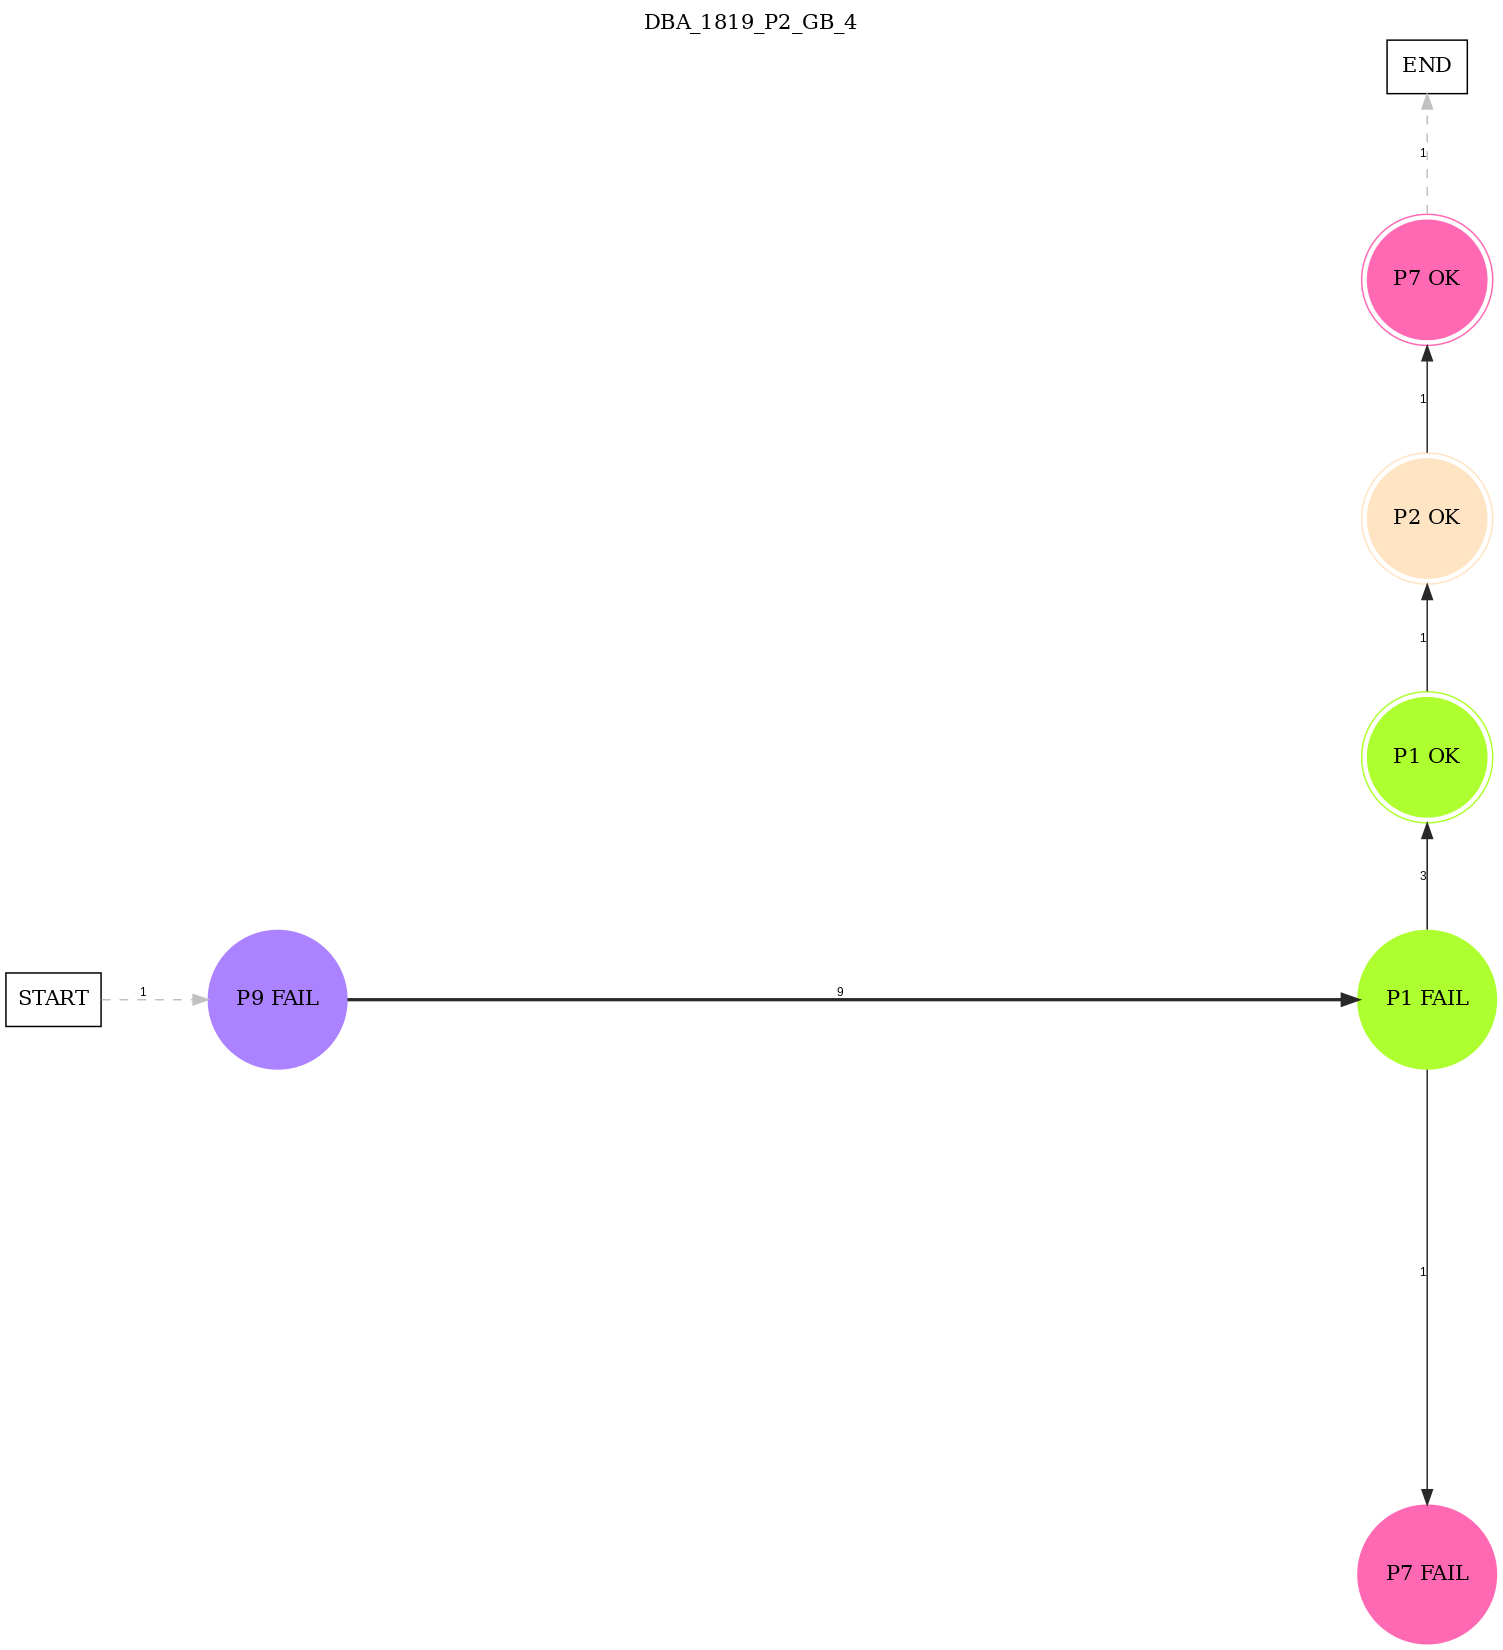 DBA_1819_P2_GB_4
END
1
P7 OK
1
P2 OK
1
P1 OK
3
START
1
P9 FAIL
9
P1 FAIL
1
P7 FAIL